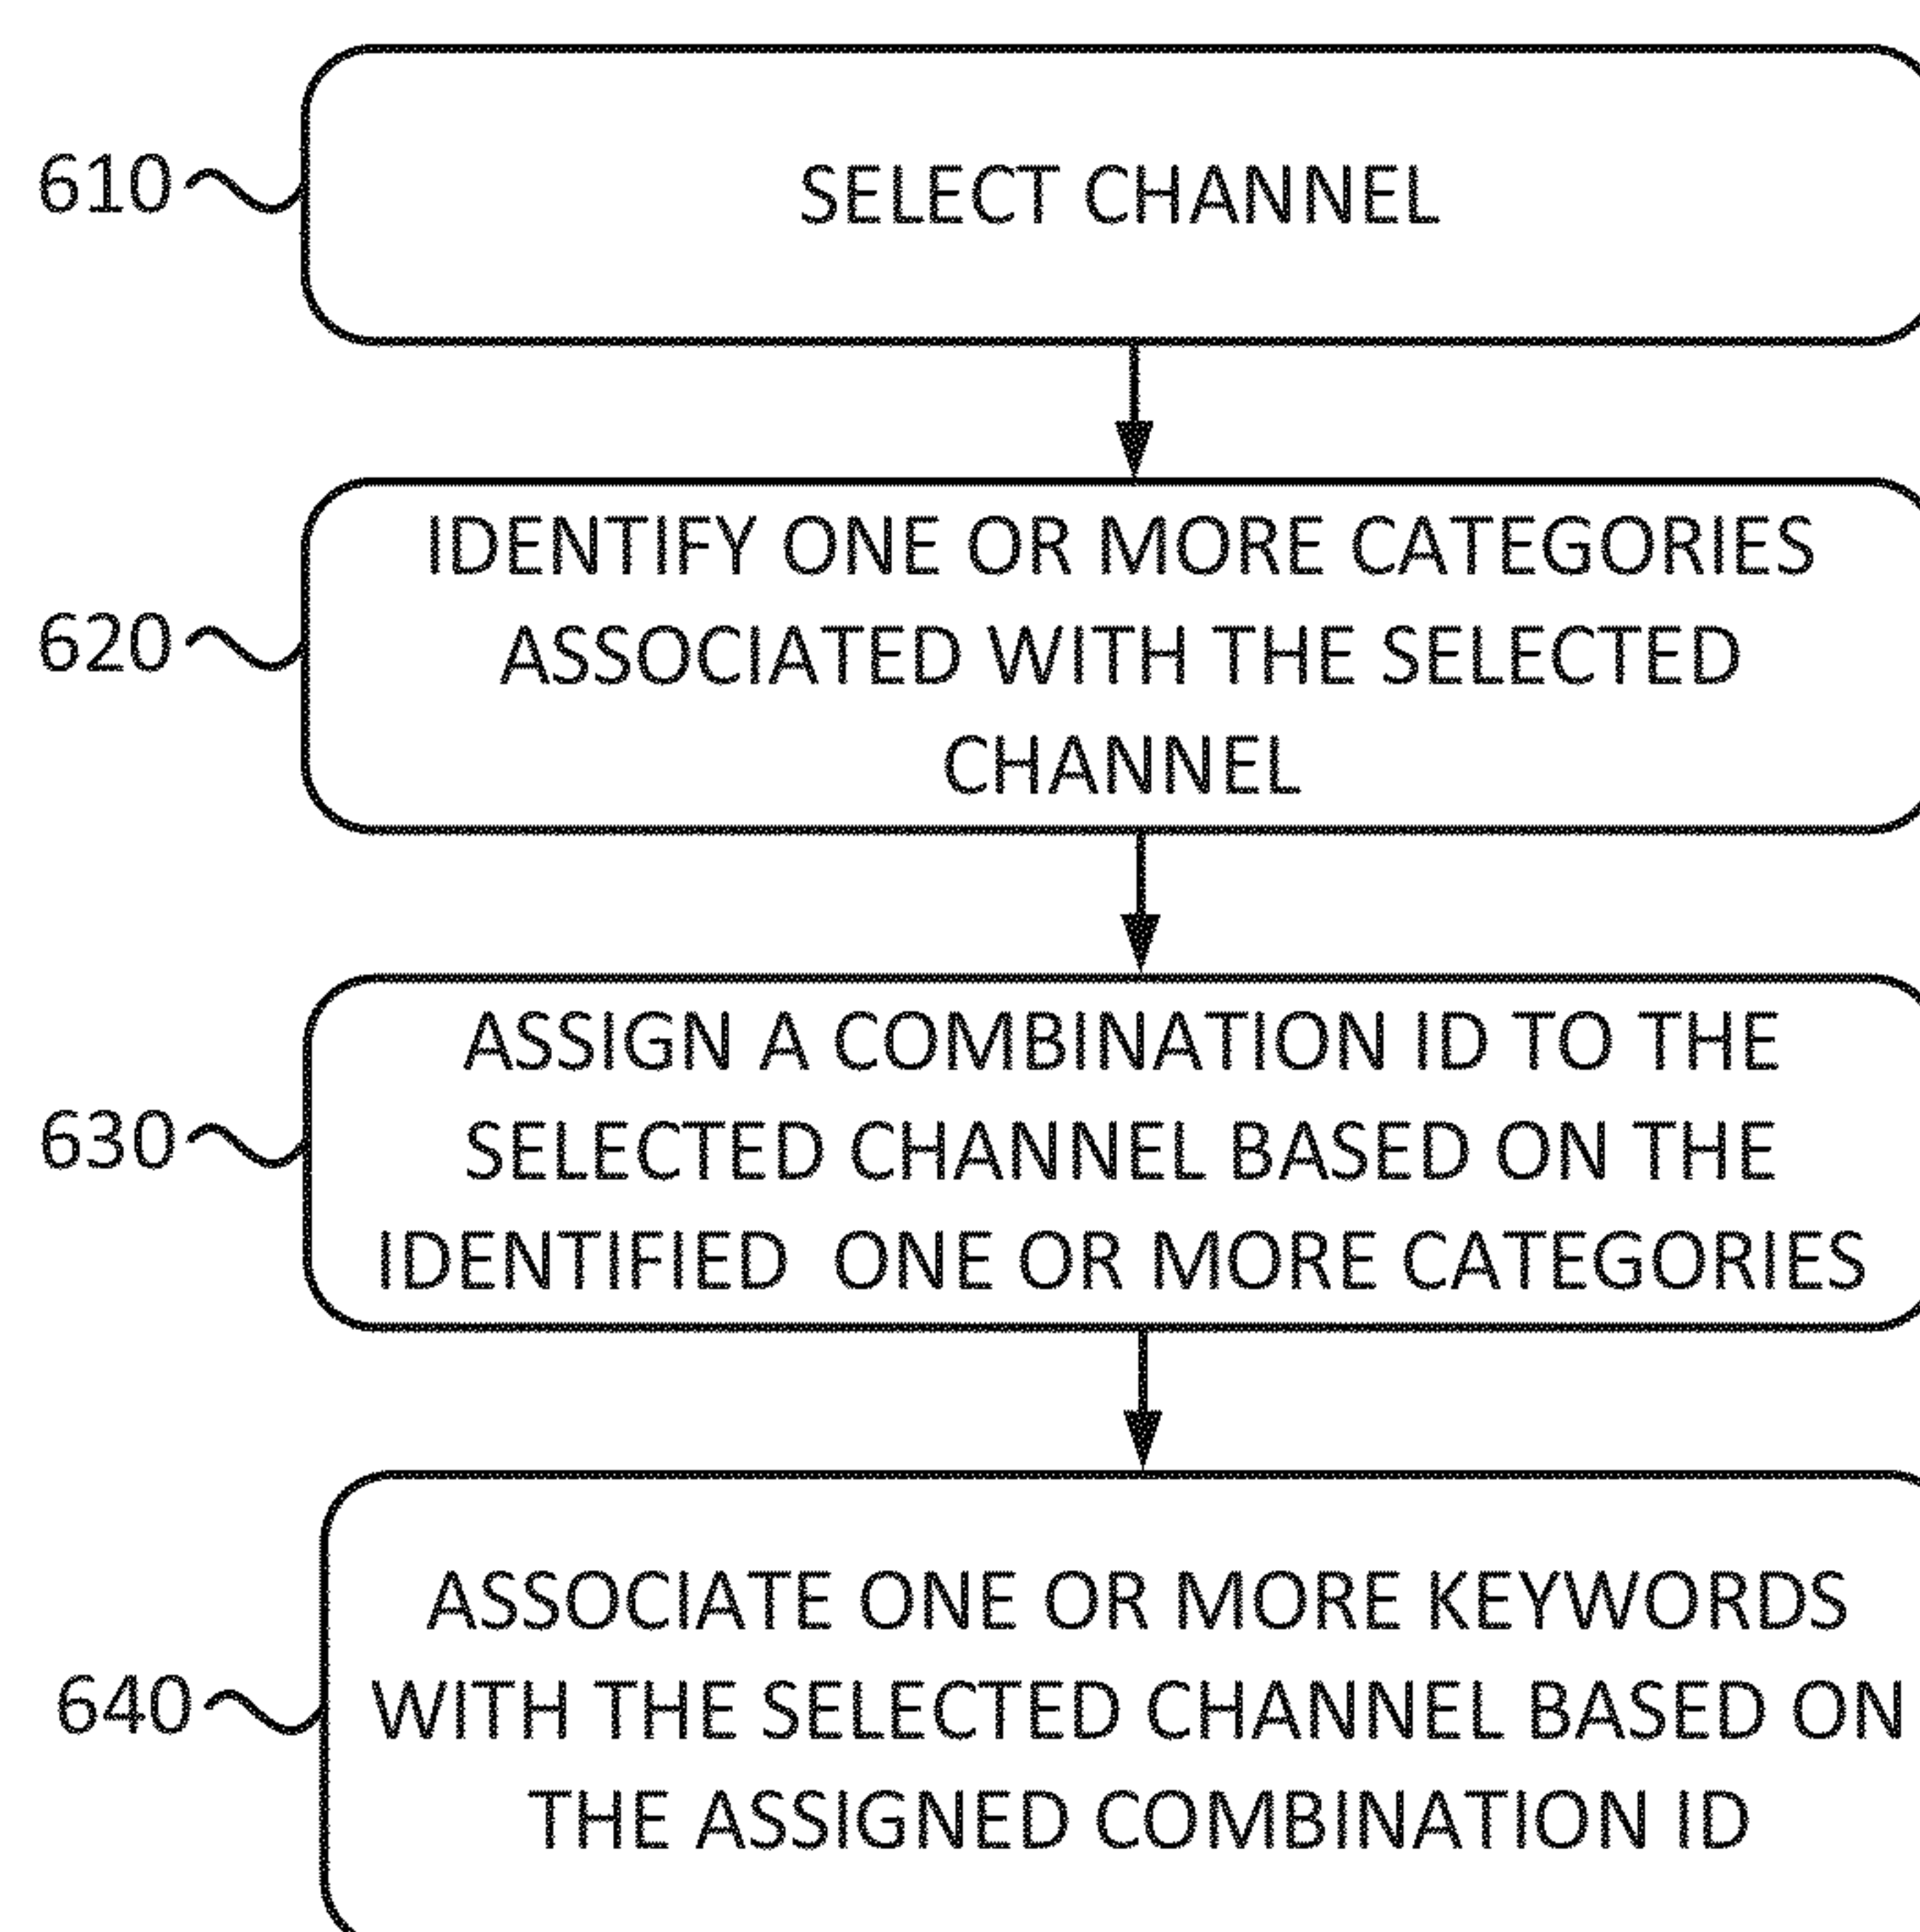 610
SELECT CHANNEL
620
IDENTIFY ONE OR MORE CATEGORIES
ASSOCIATED WITH THE SELECTED
CHANNEL
630
ASSIGN A COMBINATION ID TO THE
SELECTED CHANNEL BASED ON THE
IDENTIFIED ONE OR MORE CATEGORIES
640
ASSOCIATE ONE OR MORE KEYWORDS
WITH THE SELECTED CHANNEL BASED ON
THE ASSIGNED COMBINATION ID